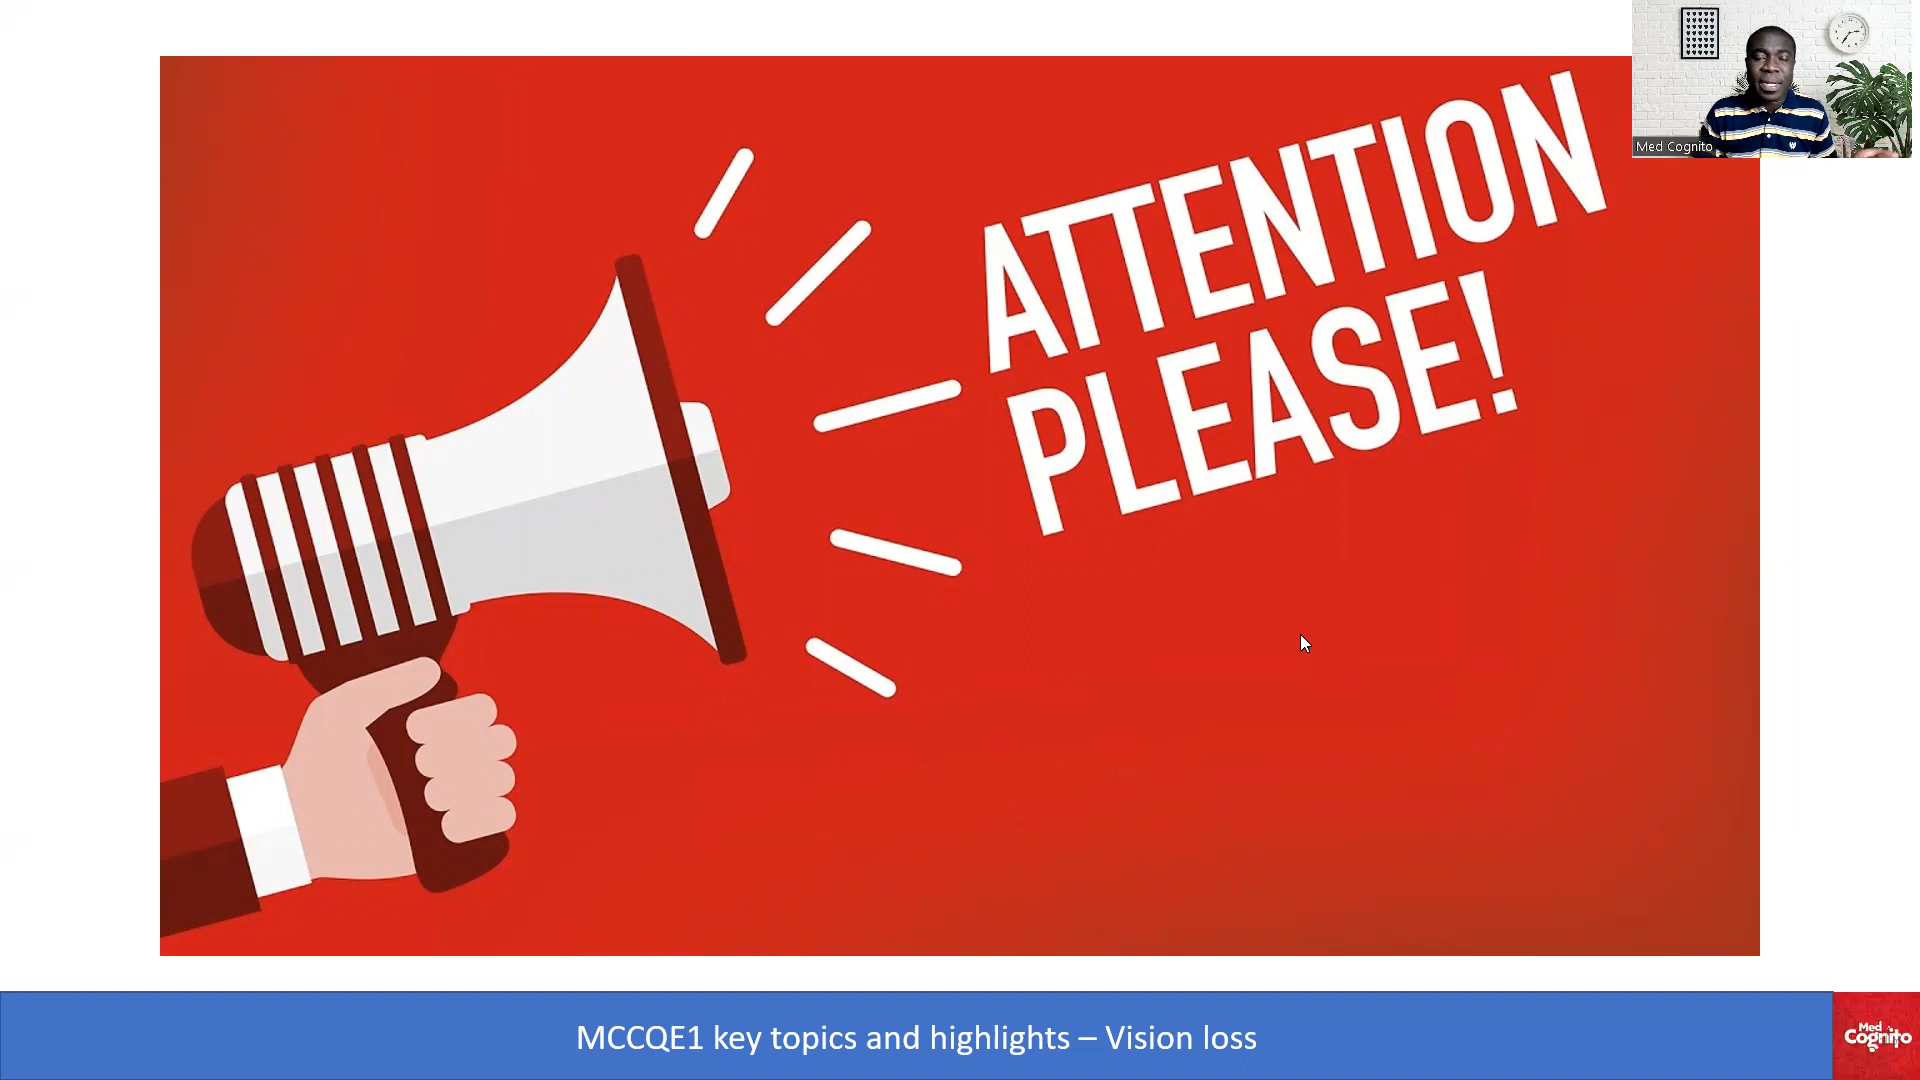 ATTENTION
PLEASE!
Med Cognito
MCCQE1 key topics and highlights – Vision loss
Med
Cognito